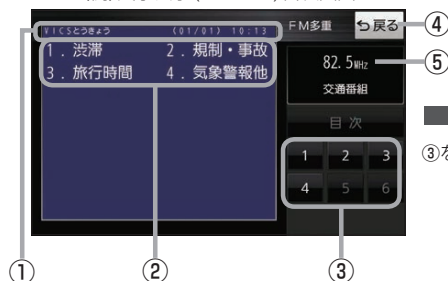 VICSとうきょう (01/01) 10:13
FM多重
戻る
④
1.渋滞 2.規制・事故
3.旅行時間 4.気象警報他
82.5MHz
⑤
交通番組
目次
③を
1 2 3
4 5 6
① ② ③